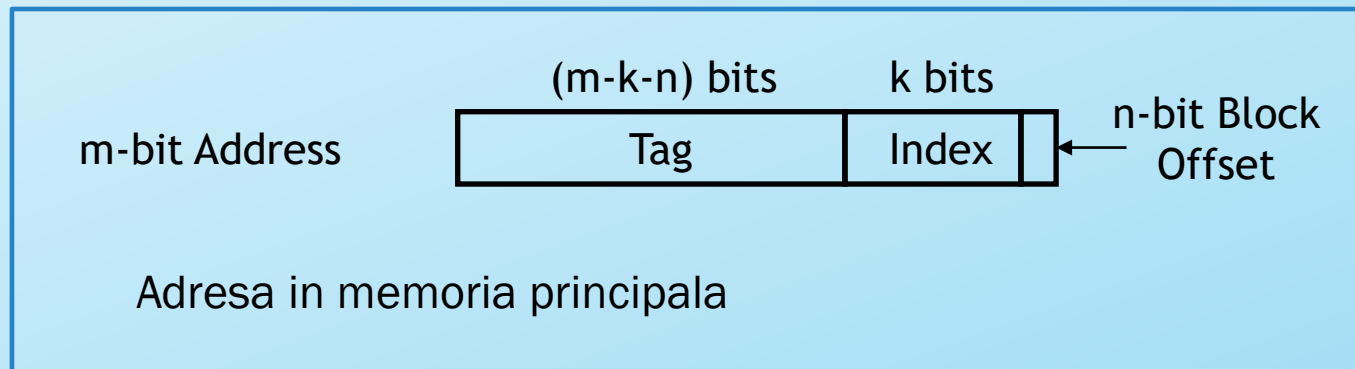 (m-k-n) bits k bits
m-bit Address Tag Index n-bit Block
Offset
Adresa in memoria principala